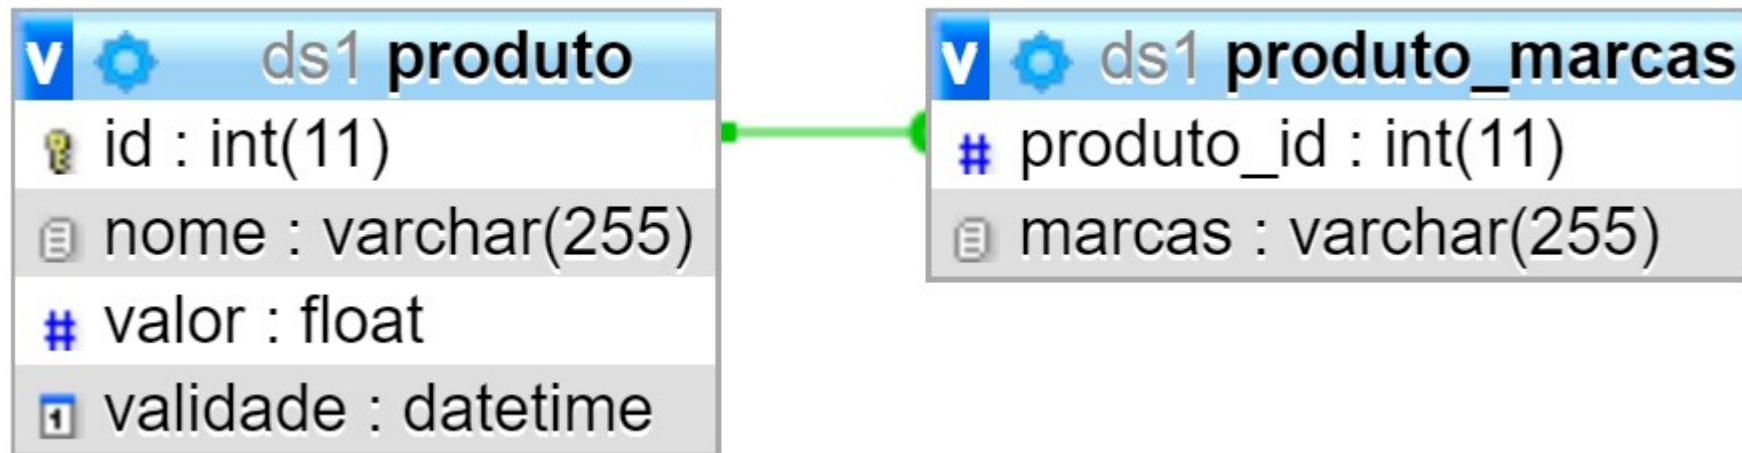 v ds1 produto
id : int(11)
nome : varchar(255)
valor : float
validade : datetime
v ds1 produto_marcas
produto_id : int(11)
marcas : varchar(255)